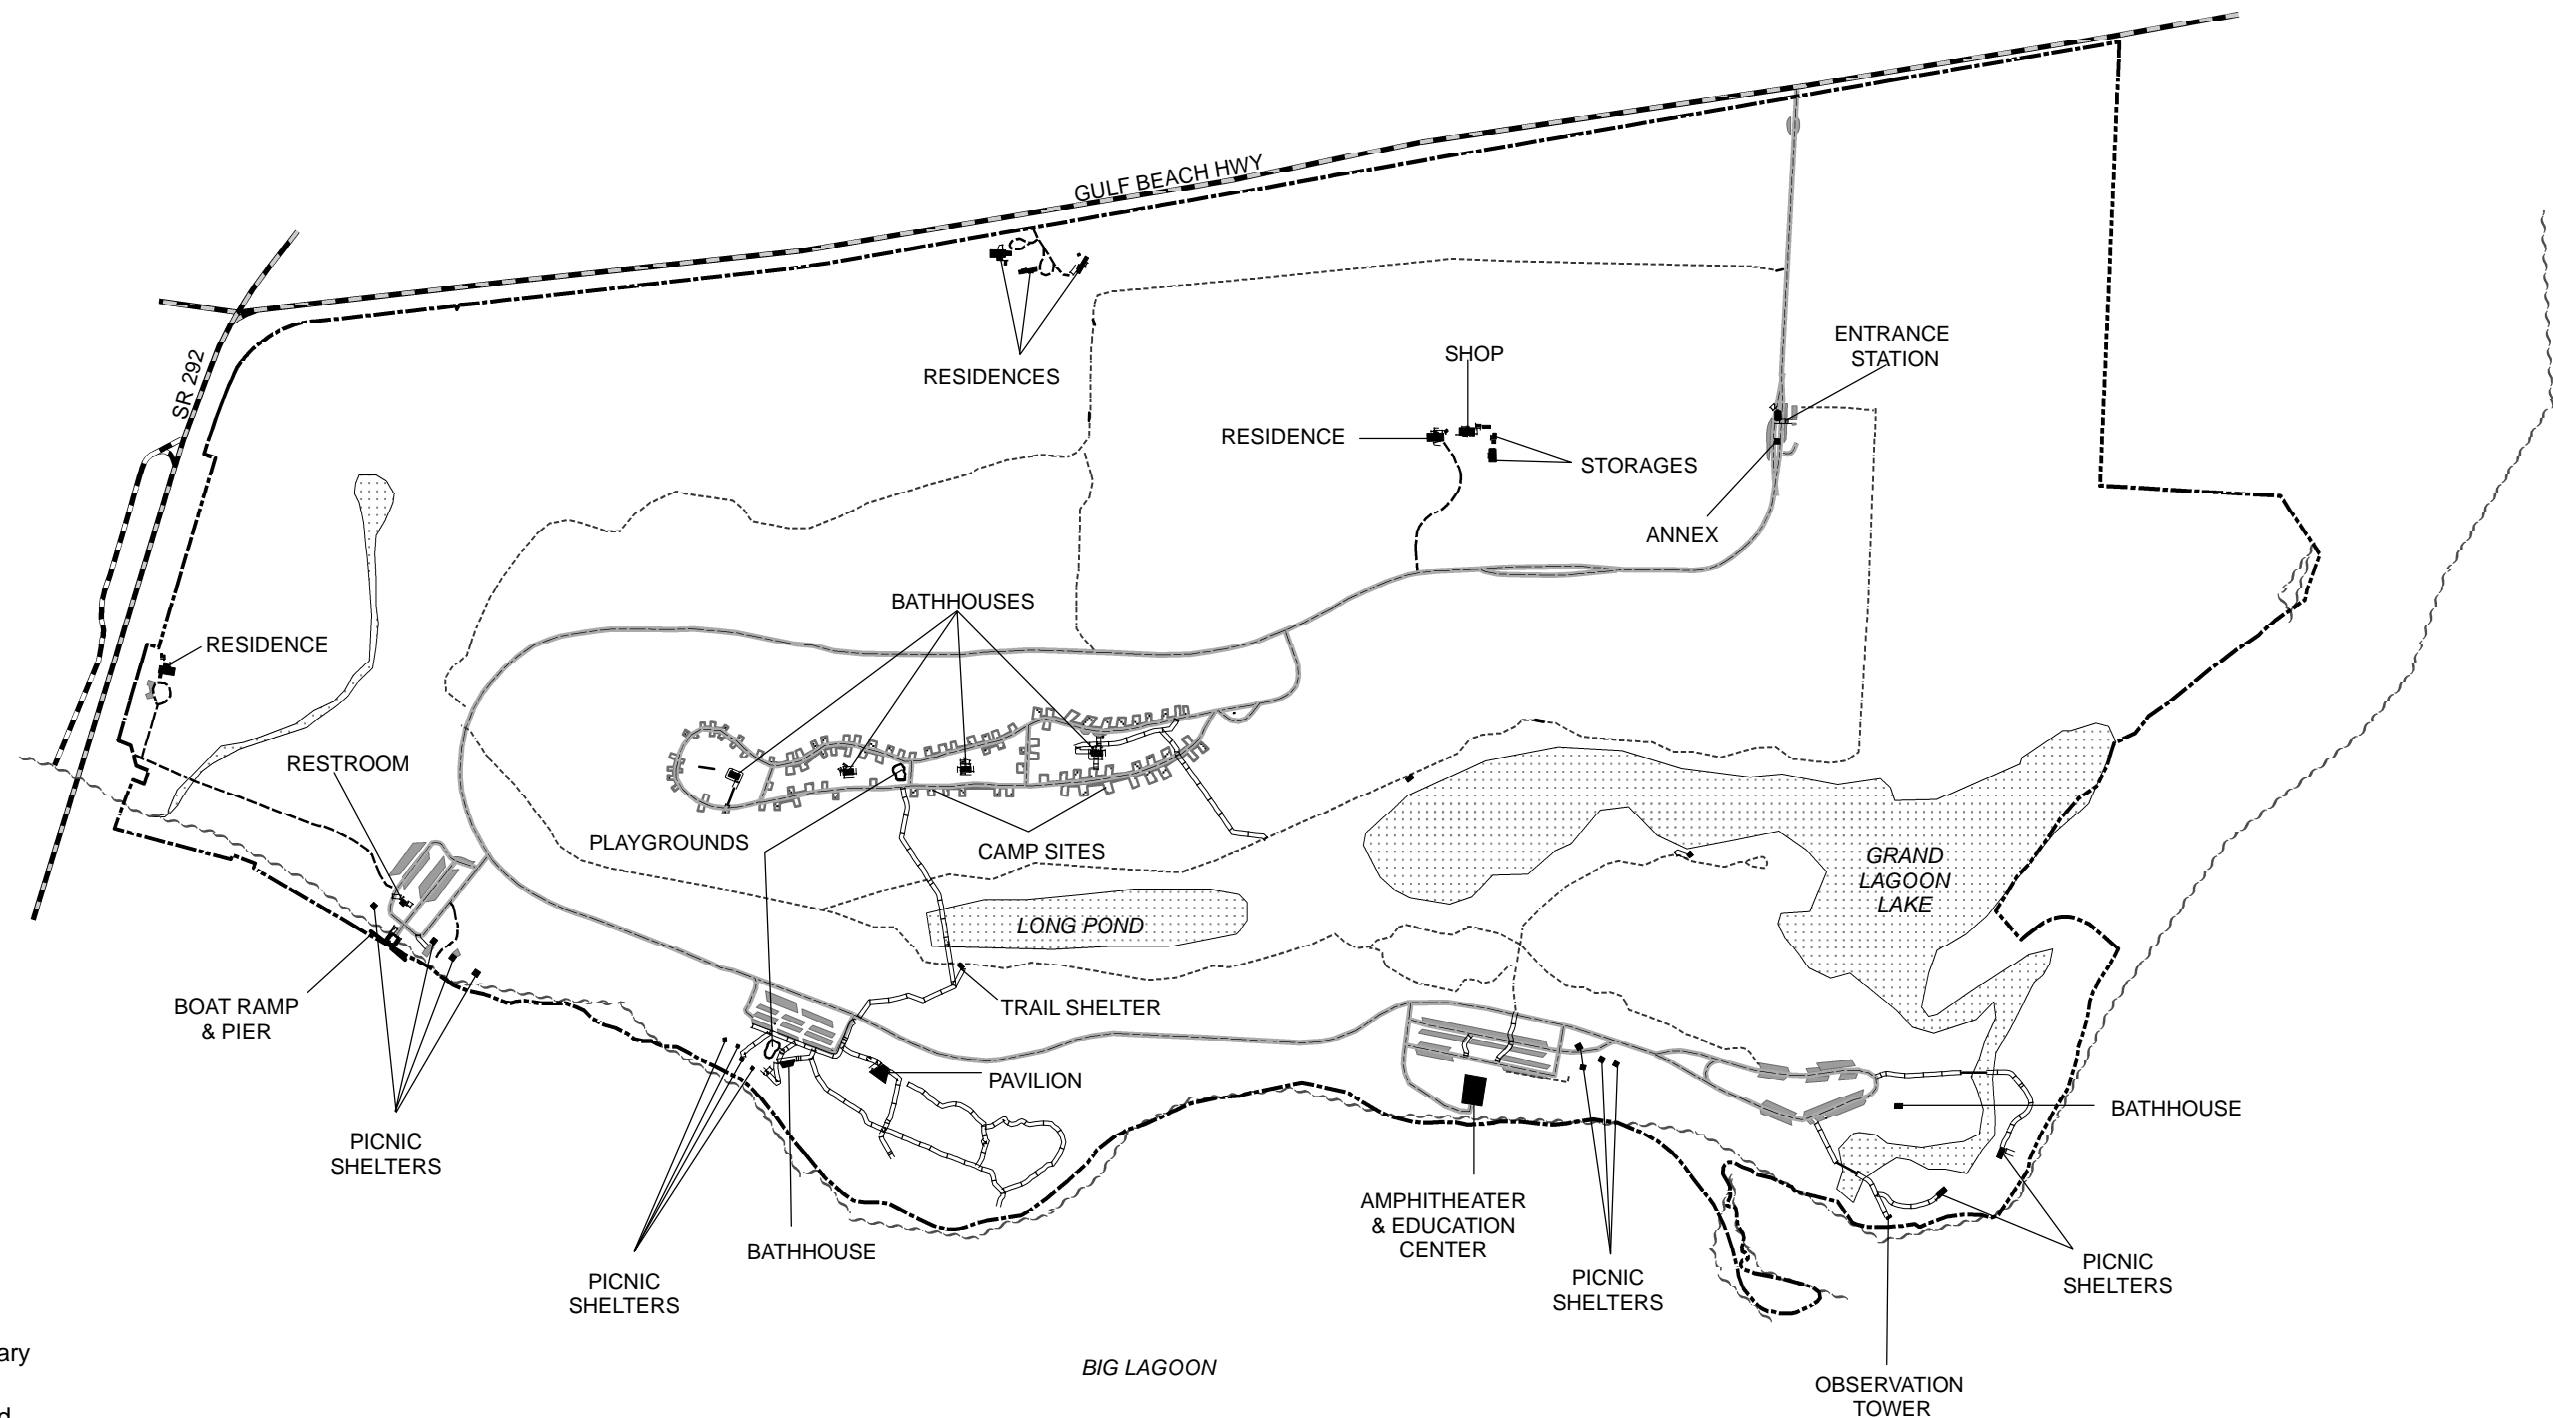 GULF BEACH HWY
ENTRANCE
STATION
SHOP
SR 292
RESIDENCES
RESIDENCE
STORAGES
ANNEX
BATHHOUSES
RESIDENCE
RESTROOM
PLAYGROUNDS
CAMP SITES
GRAND
LAGOON
LAKE
LONG POND
BOAT RAMP
& PIER
TRAIL SHELTER
PAVILION
BATHHOUSE
PICNIC
SHELTERS
AMPHITHEATER
& EDUCATION
CENTER
BATHHOUSE
PICNIC
SHELTERS
PICNIC
SHELTERS
PICNIC
SHELTERS
ary
BIG LAGOON
OBSERVATION
TOWER